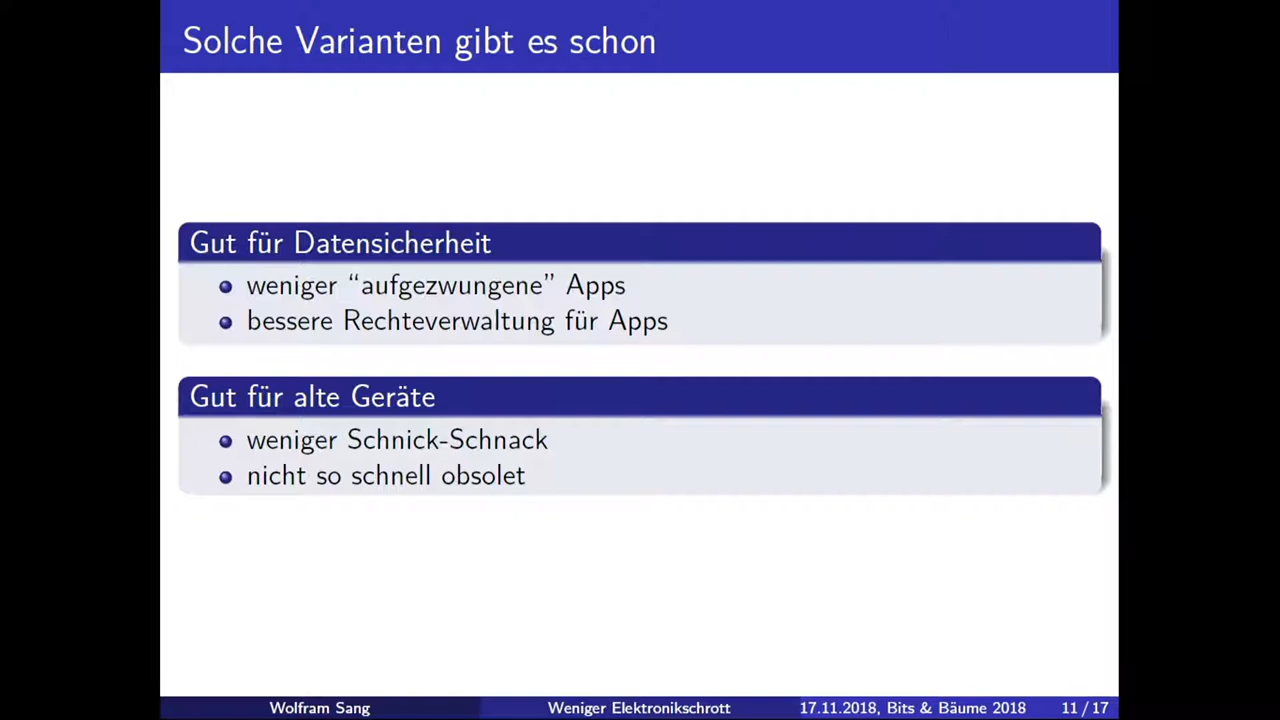 Solche Varianten gibt es schon
Gut für Datensicherheit
weniger “aufgezwungene” Apps
bessere Rechteverwaltung für Apps
Gut für alte Geräte
weniger Schnick-Schnack
nicht so schnell obsolet
Wolfram Sang Weniger Elektronikschrott 17.11.2018, Bits & Bäume 2018 11 / 17